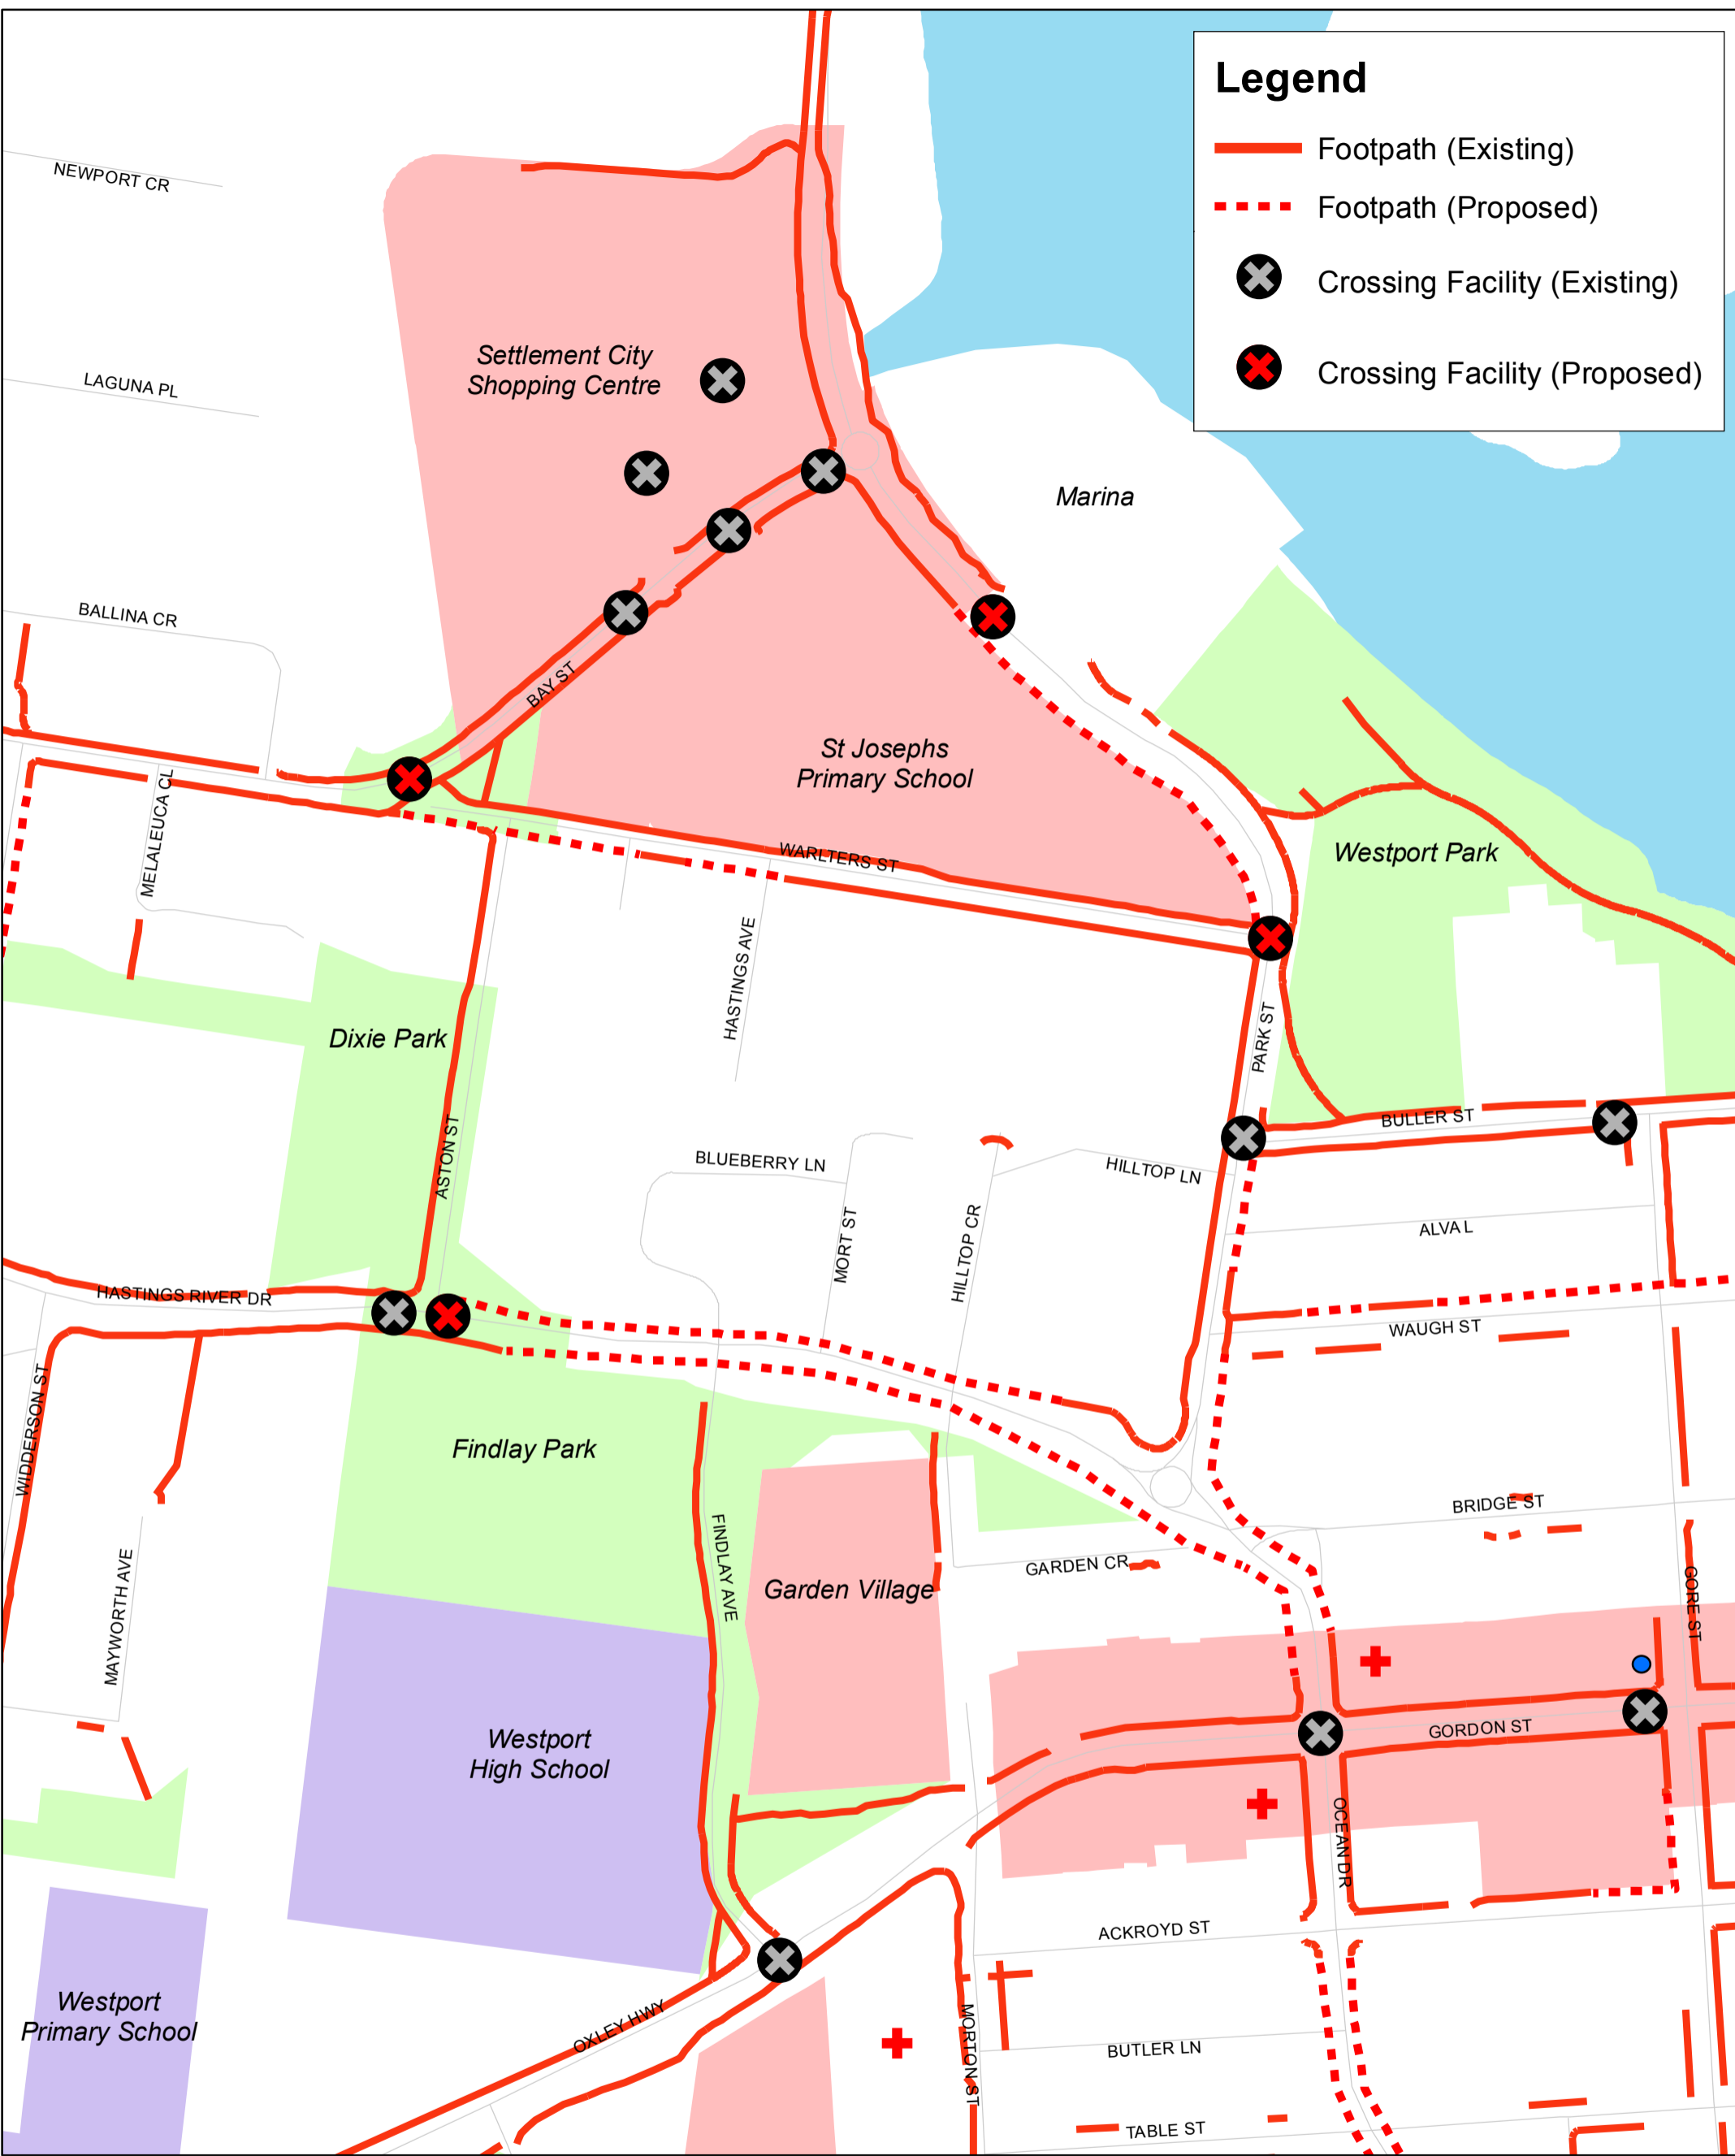 Legend
Footpath (Existing)
Footpath (Proposed)
Crossing Facility (Existing)
Crossing Facility (Proposed)
NEWPORT CR
Settlement City
Shopping Centre
LAGUNA PL
Marina
BALLINA CR
BAY ST
St Josephs
Primary School
MELALEUCA CL
WARLTERS ST
Westport Park
HASTINGS AVE
Dixie Park
PARK ST
ASTON ST
BULLER ST
BLUEBERRY LN
HILLTOP LN
MORT ST
HILLTOP CR
ALVA L
HASTINGS RIVER DR
WAUGH ST
WIDDERSON ST
Findlay Park
BRIDGE ST
FINDLAY AVE
GARDEN CR
Garden Village
GORE ST
MAYWORTH AVE
Westport
High School
GORDON ST
OCEAN DR
ACKROYD ST
Westport
Primary School
OXLEY HWY
MORTON ST
BUTLER LN
TABLE ST